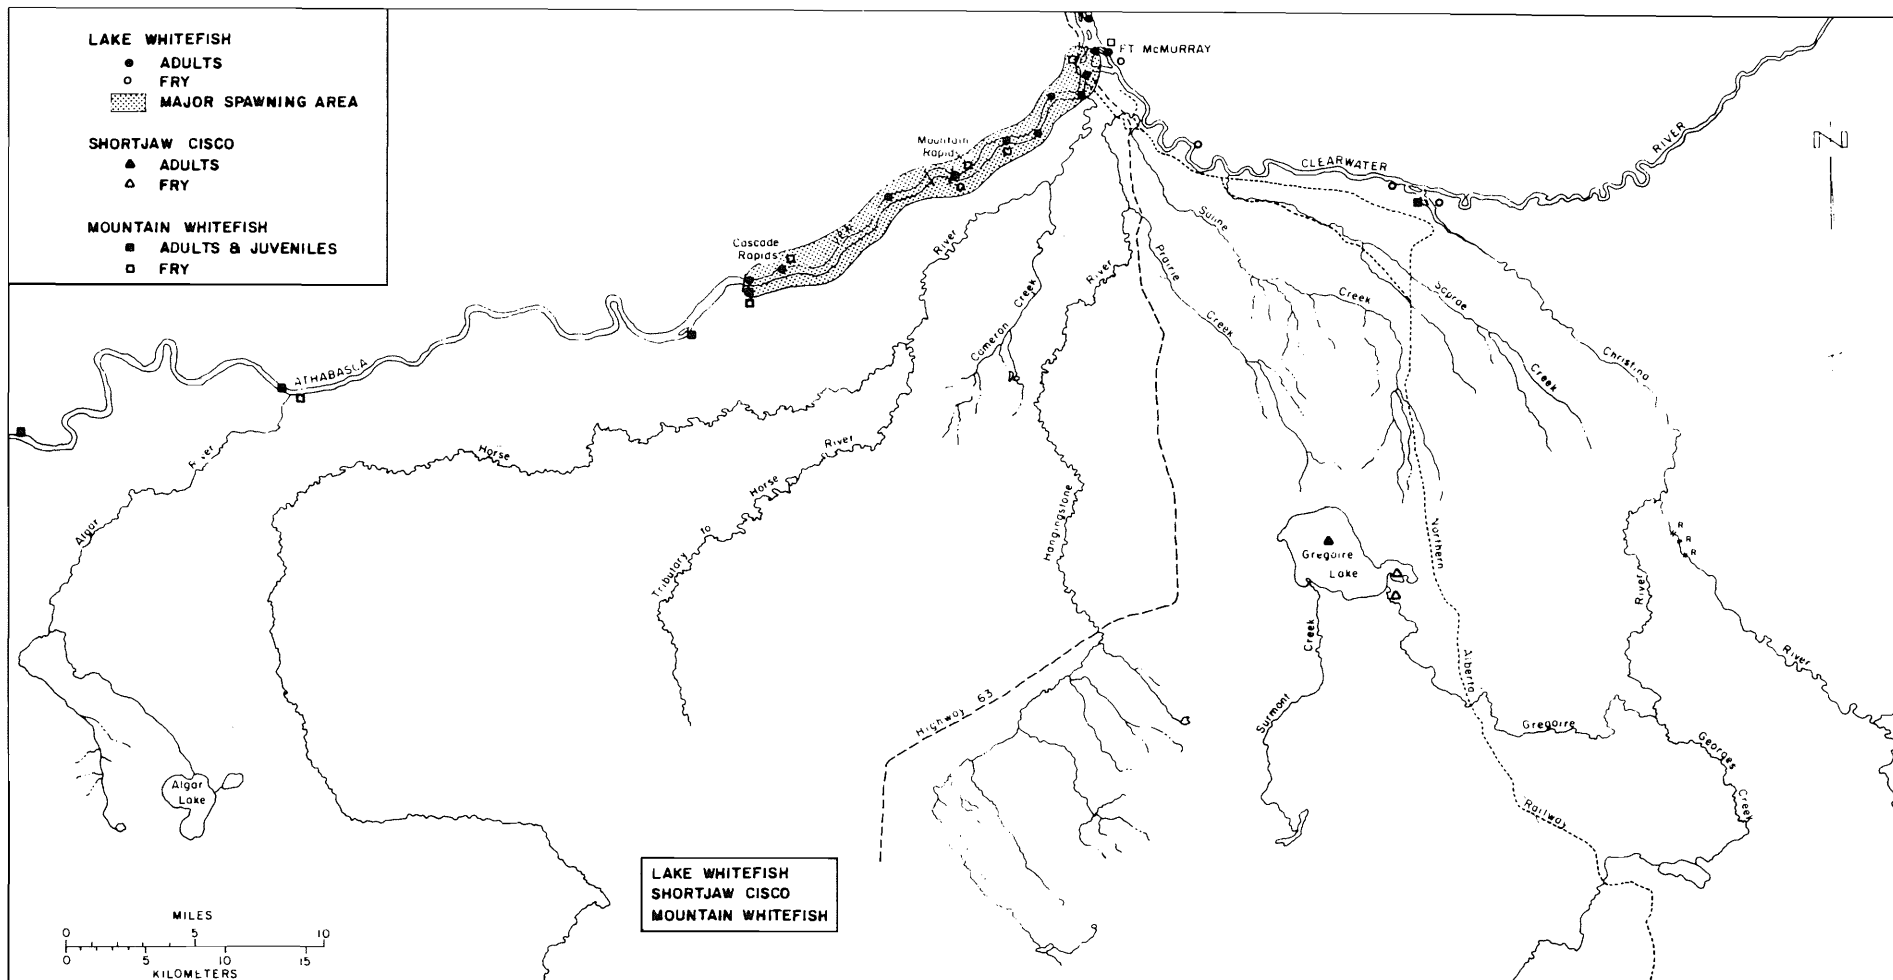 LAKE WHITEFISH
ADULTS
FRY
MAJOR SPAWNING AREA
SHORTJAW CISCO
ADULTS
FRY
MOUNTAIN WHITEFISH
ADULTS & JUVENILES
FRY
FT McMURRAY
N
Mountain
Rapids
CLEARWATER
RIVER
Cascade
Rapids
ATHABASCA
River
Algar
Algar
Lake
Horse
River
Tributary to Horse River
Cameron Creek
Hangingstone
River
Prairie
Creek
Saline
Creek
Saprae
Creek
Christina
River
R
R
R
Gregoire
Lake
Surmont
Creek
Northern
Alberta
Railway
Gregoire
River
Georges
Creek
Highway 63
LAKE WHITEFISH
SHORTJAW CISCO
MOUNTAIN WHITEFISH
MILES
0 5 10
0 5 10 15
KILOMETERS